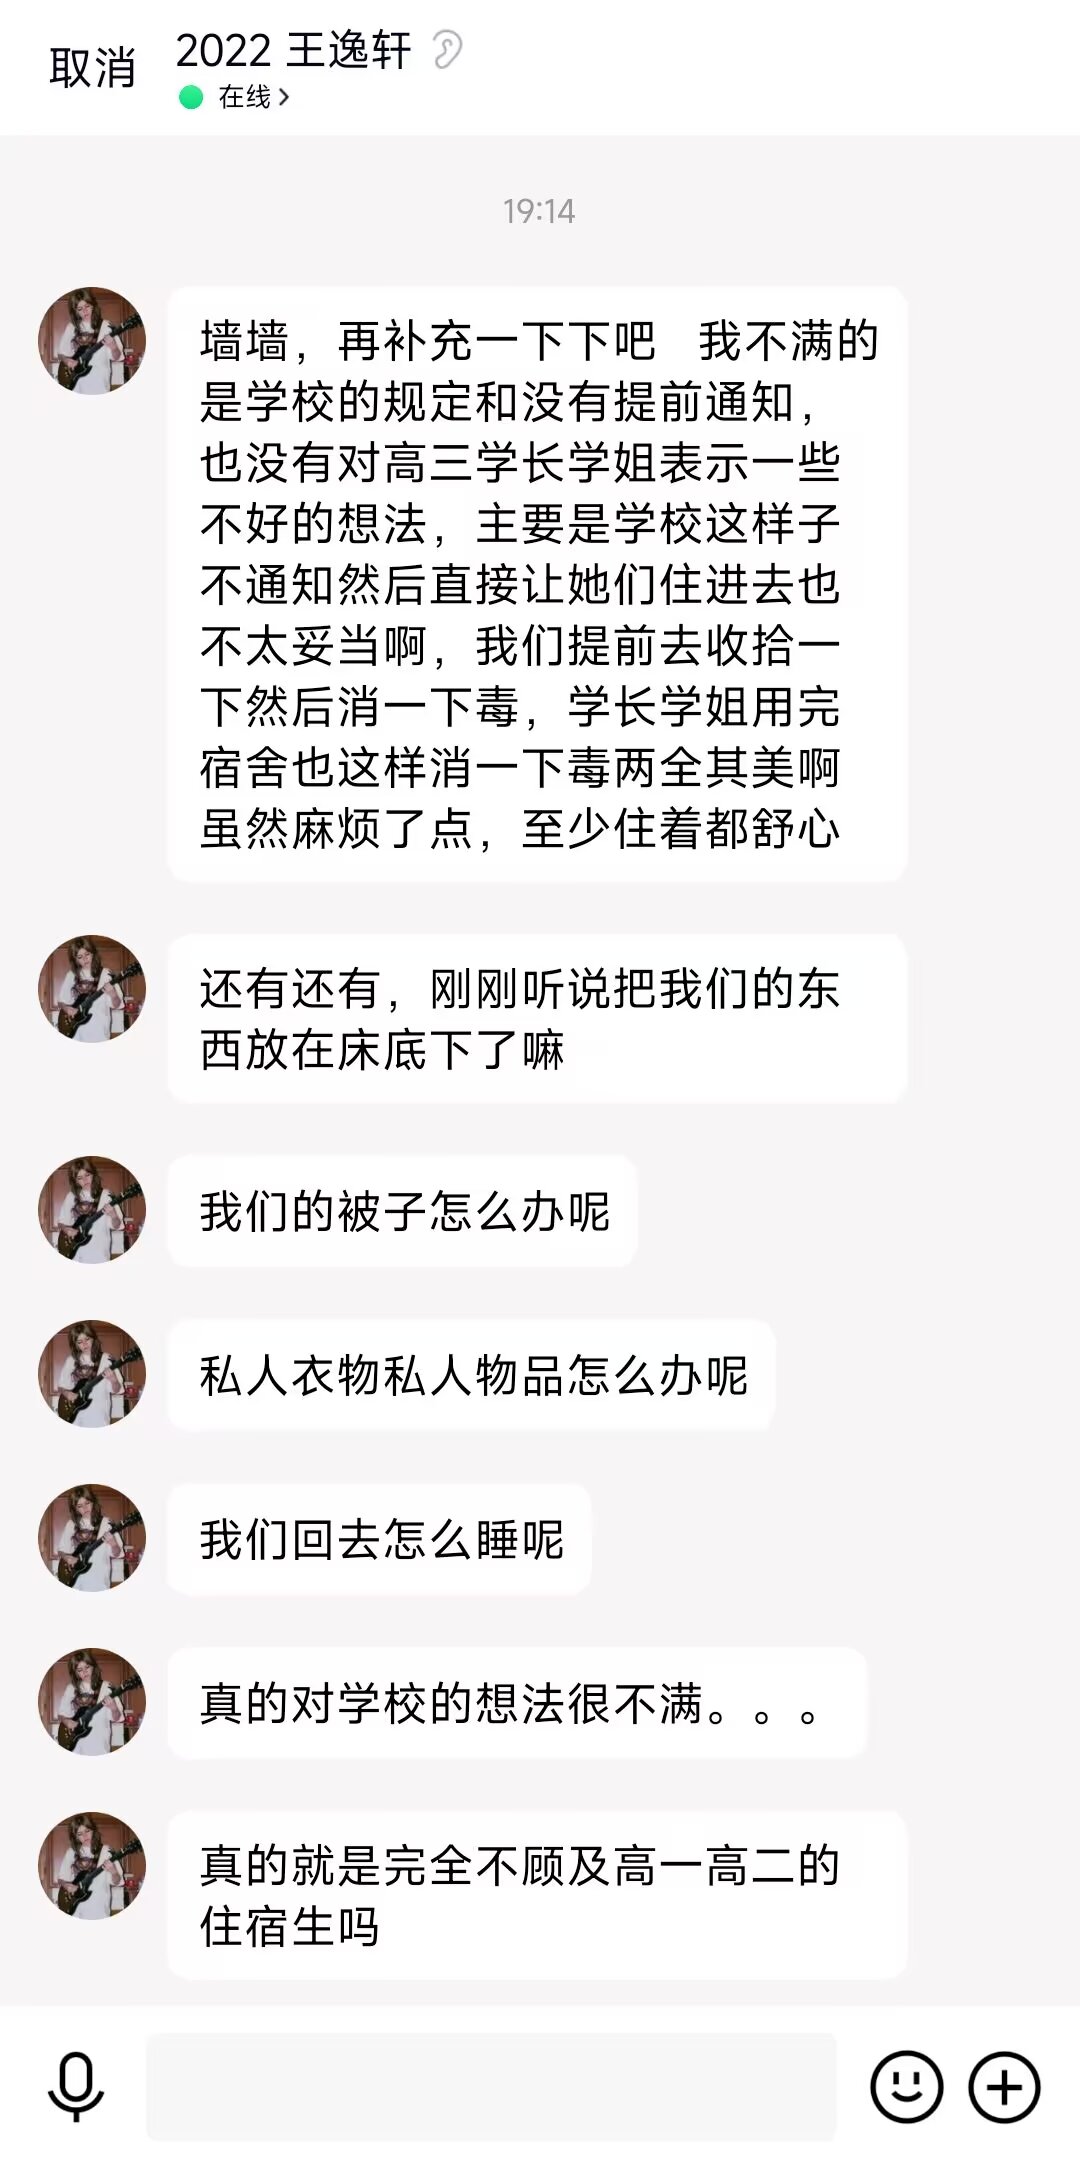 取消
2022 王逸轩
在线
19:14
墙墙，再补充一下下吧 我不满的
是学校的规定和没有提前通知，
也没有对高三学长学姐表示一些
不好的想法，主要是学校这样子
不通知然后直接让她们住进去也
不太妥当啊，我们提前去收拾一
下然后消一下毒，学长学姐用完
宿舍也这样消一下毒两全其美啊
虽然麻烦了点，至少住着都舒心
还有还有，刚刚听说把我们的东
西放在床底下了嘛
我们的被子怎么办呢
私人衣物私人物品怎么办呢
我们回去怎么睡呢
真的对学校的想法很不满。。。
真的就是完全不顾及高一高二的
住宿生吗